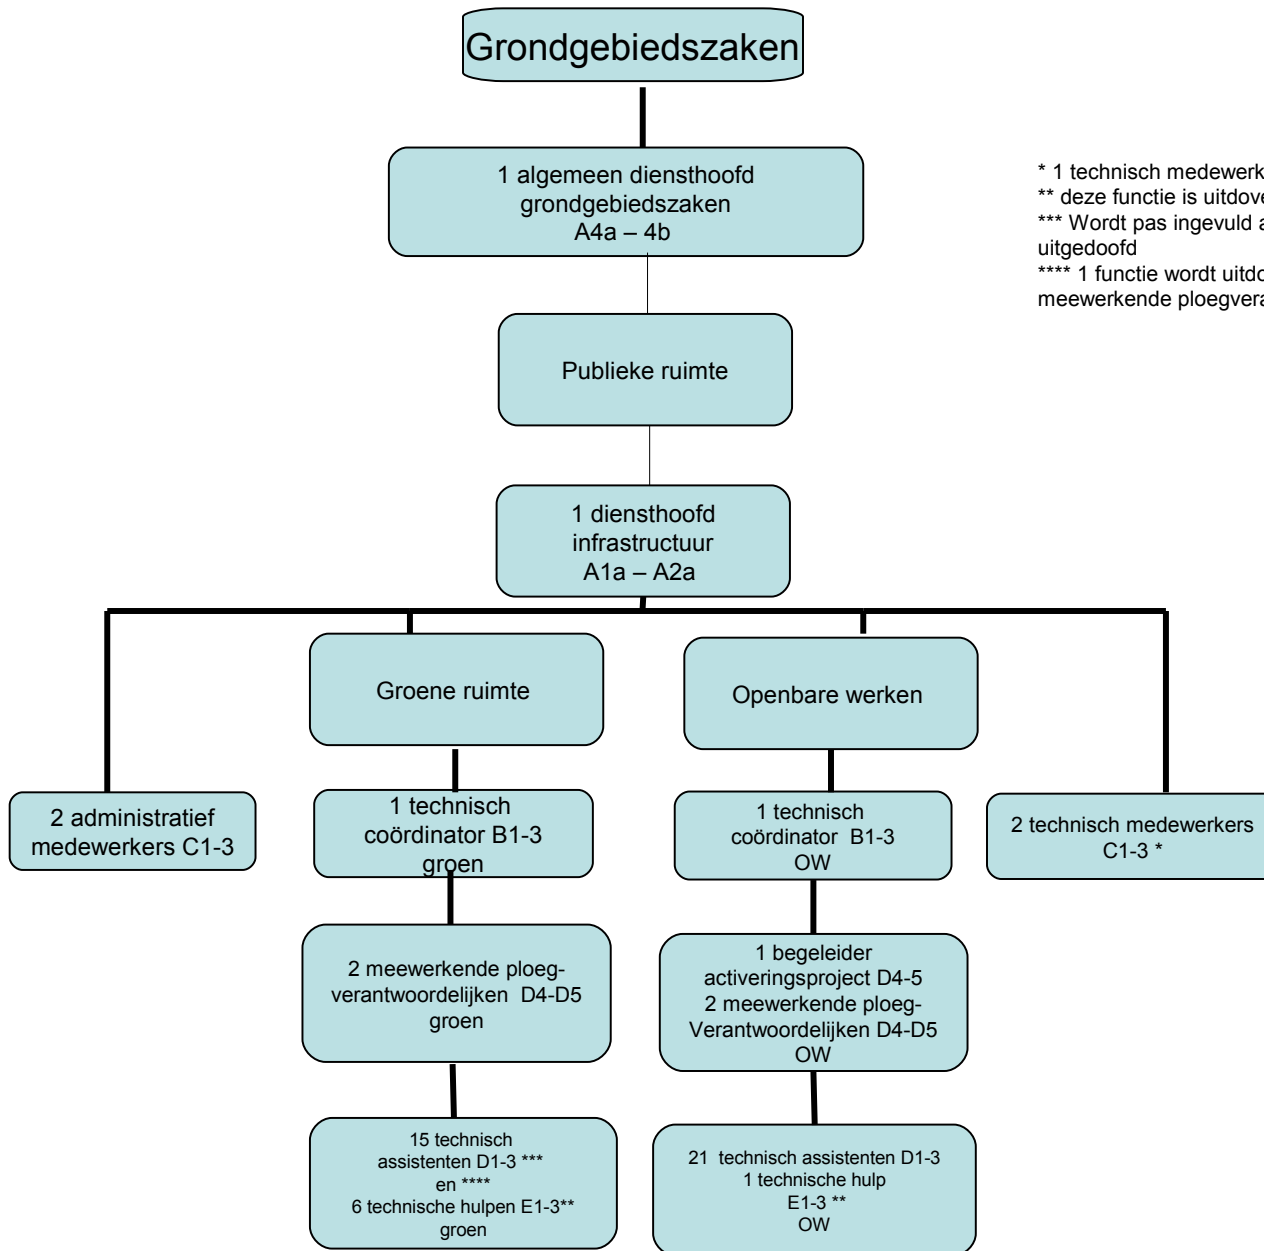 Grondgebiedszaken
1 algemeen diensthoofd
grondgebiedszaken
A4a – 4b
* 1 technisch medewerk
** deze functie is uitdove
*** Wordt pas ingevuld a
uitgedoofd
**** 1 functie wordt uitdo
meewerkende ploegvera
Publieke ruimte
1 diensthoofd
infrastructuur
A1a – A2a
Groene ruimte
Openbare werken
2 administratief
medewerkers C1-3
1 technisch
coördinator B1-3
groen
1 technisch
coördinator B1-3
OW
2 technisch medewerkers
C1-3 *
2 meewerkende ploeg-
verantwoordelijken D4-D5
groen
1 begeleider
activeringsproject D4-5
2 meewerkende ploeg-
Verantwoordelijken D4-D5
OW
15 technisch
assistenten D1-3 ***
en ****
6 technische hulpen E1-3**
groen
21 technisch assistenten D1-3
1 technische hulp
E1-3 **
OW